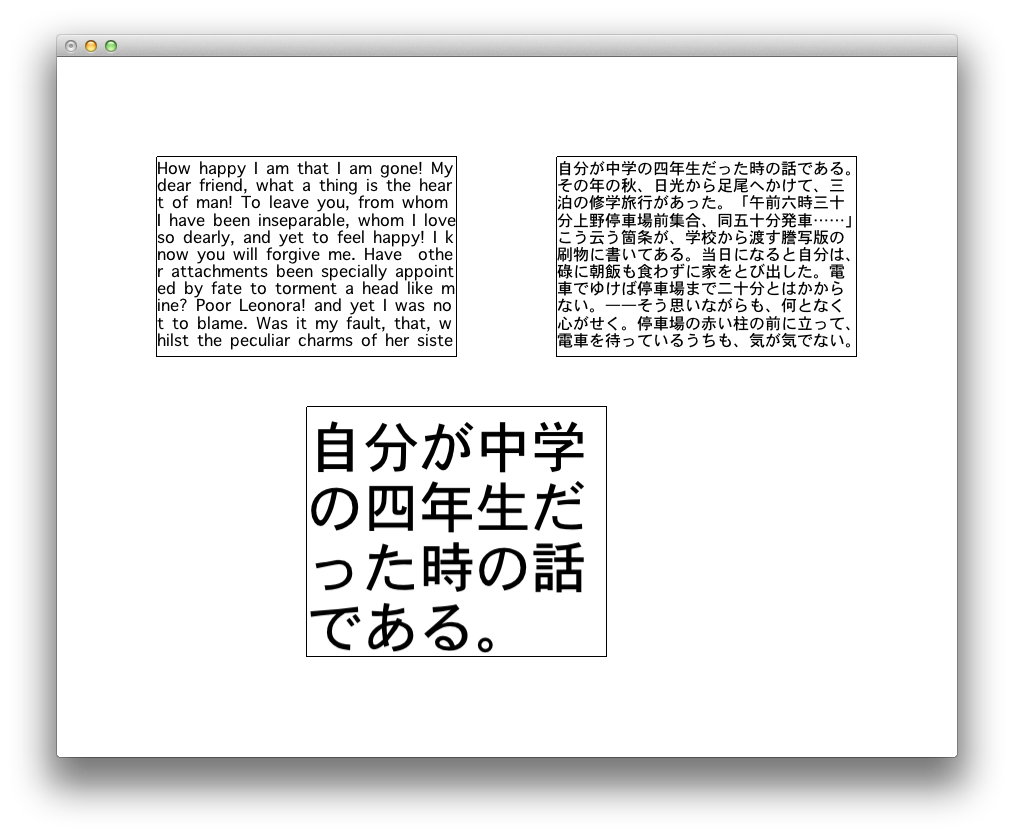 How happy I am that I am gone! My
dear friend, what a thing is the hear
t of man! To leave you, from whom
I have been inseparable, whom I love
so dearly, and yet to feel happy! I k
now you will forgive me. Have  othe
r attachments been specially appoint
ed by fate to torment a head like m
ine? Poor Leonora! and yet I was no
t to blame. Was it my fault, that, w
hilst the peculiar charms of her siste
自分が中学の四年生だった時の話である。
その年の秋、日光から足尾へかけて、三
泊の修学旅行があった。「午前六時三十
分上野停車場前集合、同五十分発車……」
こう云う箇条が、学校から渡す謄写版の
刷物に書いてある。当日になると自分は、
碌に朝飯も食わずに家をとび出した。電
車でゆけば停車場まで二十分とはかから
ない。――そう思いながらも、何となく
心がせく。停車場の赤い柱の前に立って、
電車を待っているうちも、気が気でない。
自分が中学
の四年生だ
った時の話
である。